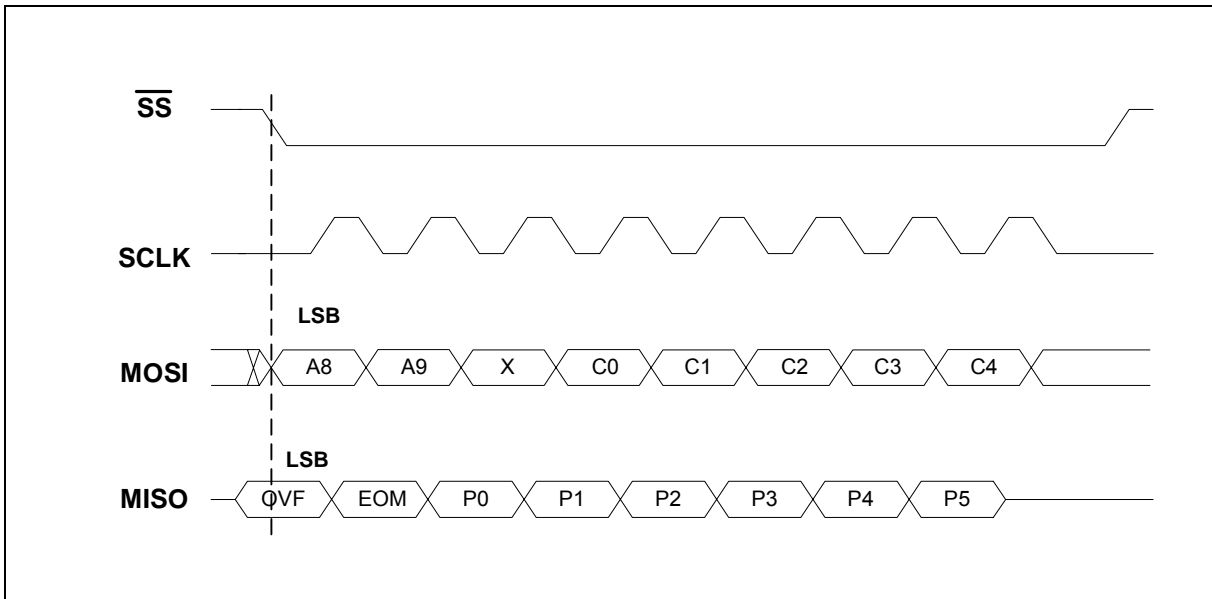 SS
SCLK
LSB
MOSI A8 A9 X C0 C1 C2 C3 C4
LSB
MISO OVF EOM P0 P1 P2 P3 P4 P5